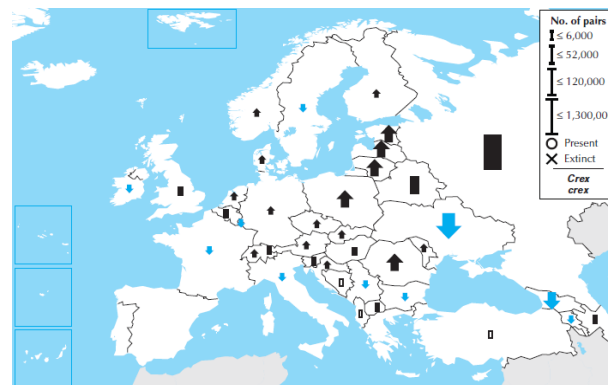 No. of pairs
≤ 6,000
≤ 52,000
≤ 120,000
≤ 1,300,00
Present
Extinct
Crex
crex